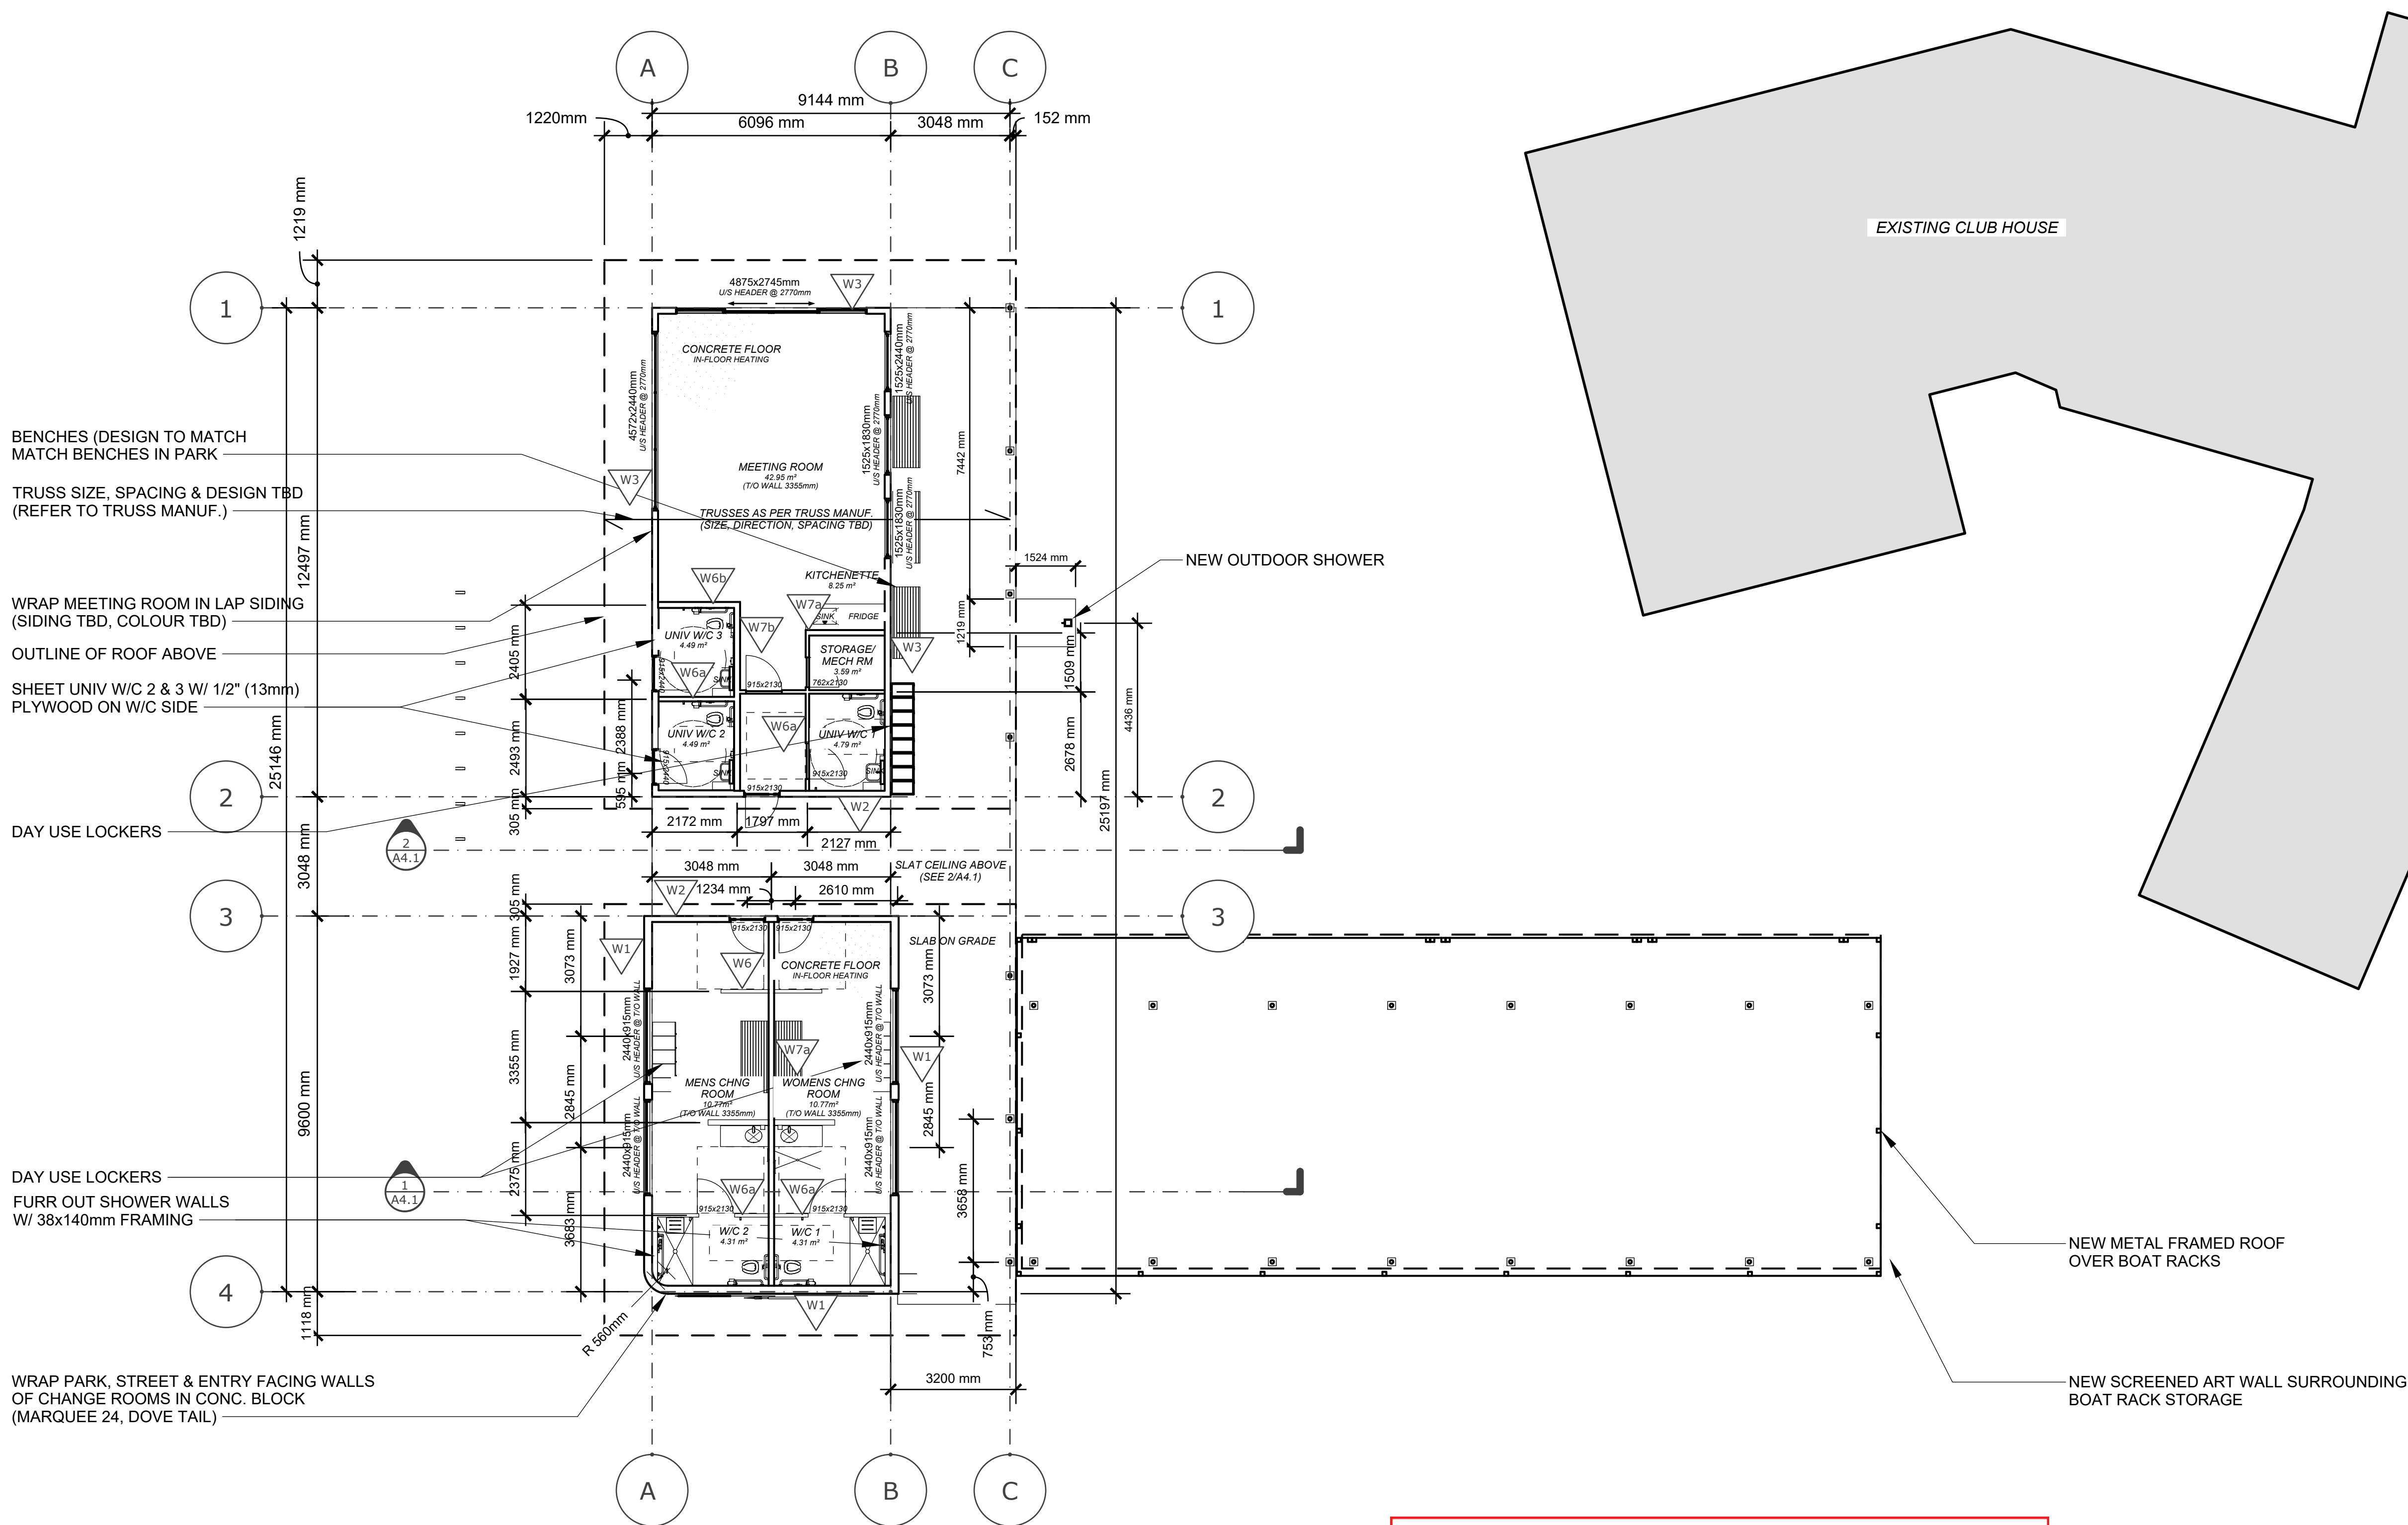 A
B
C
9144 mm
1220mm
6096 mm
3048 mm
152 mm
1219 mm
EXISTING CLUB HOUSE
1
1
4875x2745mm
U/S HEADER @ 2770mm
W3
CONCRETE FLOOR
IN-FLOOR HEATING
1525x2440mm
U/S HEADER @ 2770mm
4572x2440mm
U/S HEADER @ 2770mm
1525x1830mm
U/S HEADER @ 2770mm
7442 mm
BENCHES (DESIGN TO MATCH
MATCH BENCHES IN PARK
MEETING ROOM
42.95 m²
(T/O WALL 3355mm)
W3
TRUSS SIZE, SPACING & DESIGN TBD
(REFER TO TRUSS MANUF.)
TRUSSES AS PER TRUSS MANUF.
(SIZE, DIRECTION, SPACING TBD)
1525x1830mm
U/S HEADER @ 2770mm
12497 mm
1524 mm
NEW OUTDOOR SHOWER
KITCHENETTE
8.25 m²
W6b
W7a
WRAP MEETING ROOM IN LAP SIDING
(SIDING TBD, COLOUR TBD)
SINK
FRIDGE
1219 mm
UNIV W/C 3
4.49 m²
W7b
W3
OUTLINE OF ROOF ABOVE
2405 mm
STORAGE/
MECH RM
3.59 m²
1509 mm
W6a
915x2440
SINK
915x2130
762x2130
SHEET UNIV W/C 2 & 3 W/ 1/2" (13mm)
PLYWOOD ON W/C SIDE
4436 mm
25146 mm
2493 mm
2388 mm
UNIV W/C 2
4.49 m²
W6a
UNIV W/C 1
4.79 m²
2678 mm
915x2440
SINK
915x2130
SINK
915x2130
595 mm
2
2
305 mm
W2
25197 mm
DAY USE LOCKERS
2172 mm
1797 mm
2127 mm
2
A4.1
3048 mm
3048 mm
3048 mm
SLAT CEILING ABOVE
(SEE 2/A4.1)
W2
1234 mm
2610 mm
305 mm
3
3
915x2130
915x2130
W1
SLAB ON GRADE
1927 mm
3073 mm
W6
CONCRETE FLOOR
IN-FLOOR HEATING
3073 mm
2440x915mm
U/S HEADER @ T/O WALL
2440x915mm
U/S HEADER @ T/O WALL
3355 mm
W7a
W1
9600 mm
2845 mm
MENS CHNG
ROOM
10.77m²
(T/O WALL 3355mm)
WOMENS CHNG
ROOM
10.77m²
(T/O WALL 3355mm)
2845 mm
2440x915mm
U/S HEADER @ T/O WALL
2440x915mm
U/S HEADER @ T/O WALL
DAY USE LOCKERS
1
A4.1
2375 mm
3658 mm
FURR OUT SHOWER WALLS
W/ 38x140mm FRAMING
W6a
W6a
915x2130
915x2130
3683 mm
W/C 2
4.31 m²
W/C 1
4.31 m²
NEW METAL FRAMED ROOF
OVER BOAT RACKS
4
1118 mm
W1
R 560mm
753 mm
3200 mm
WRAP PARK, STREET & ENTRY FACING WALLS
OF CHANGE ROOMS IN CONC. BLOCK
(MARQUEE 24, DOVE TAIL)
NEW SCREENED ART WALL SURROUNDING
BOAT RACK STORAGE
A
B
C